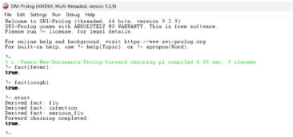 SWI-Prolog (AMD64, Multi-threaded, version 9.2.9)
File Edit Settings Run Debug Help
Welcome to SWI-Prolog (threaded, 64 bits, version 9.2.9)
SWI-Prolog comes with ABSOLUTELY NO WARRANTY. This is free software.
Please run ?- license. for legal details.
For online help and background, visit https://www.swi-prolog.org
For built-in help, use ?- help(Topic). or ?- apropos(Word).
?-
% c:/Users/ /Documents/Prolog/forward chaining.pl compiled 0.00 sec, 9 clauses
?- fact(fever).
true.
?- fact(cough).
true.
?- start.
Derived fact: flu
Derived fact: infection
Derived fact: serious_flu
Forward chaining completed.
true.
?-